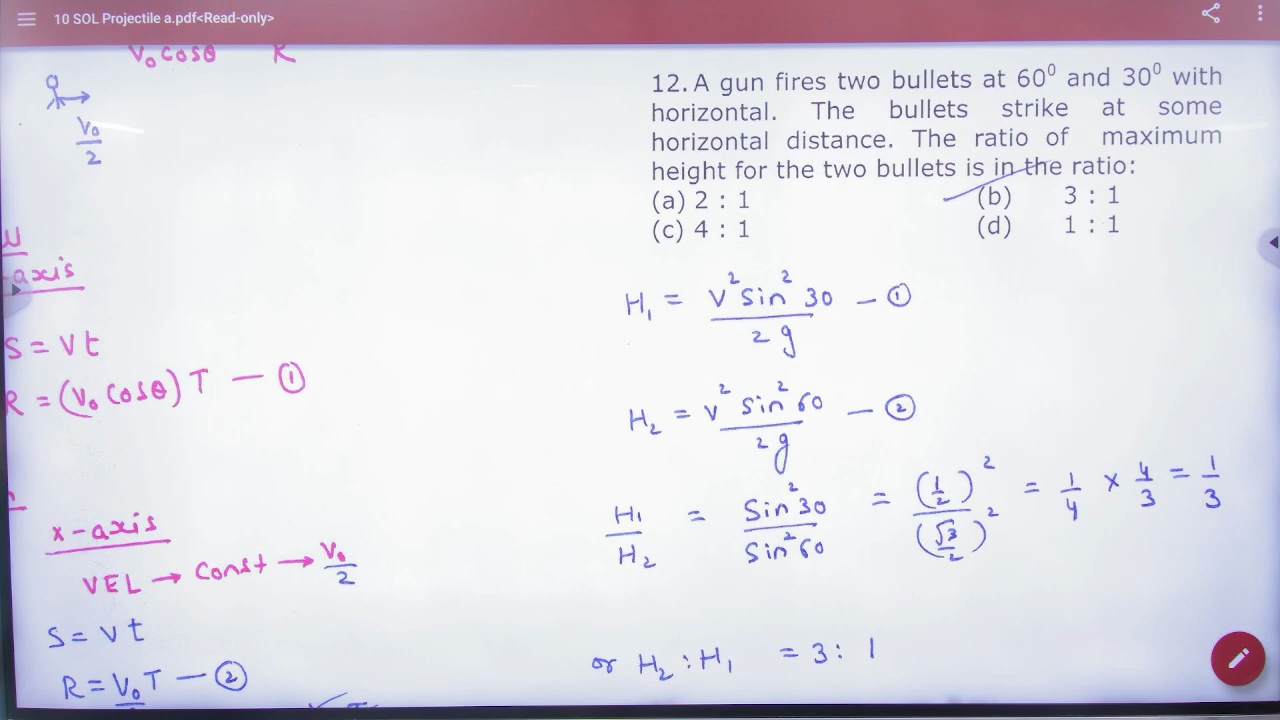 10 SOL Projectile a.pdf<Read-only>
V₀cosθ R
V₀/2
axis
S = vt
R = (V₀ cosθ) T — ①
x-axis
VEL → Const → V₀/2
S = vt
R = V₀T — ②
12. A gun fires two bullets at 60⁰ and 30⁰ with
horizontal. The bullets strike at some
horizontal distance. The ratio of maximum
height for the two bullets is in the ratio:
(a) 2 : 1 (b) 3 : 1
(c) 4 : 1 (d) 1 : 1
H₁ = V² Sin² 30 / 2g — ①
H₂ = V² Sin² 60 / 2g — ②
H₁/H₂ = Sin² 30 / Sin² 60 = (1/2)² / (√3/2)² = 1/4 × 4/3 = 1/3
or H₂ : H₁ = 3 : 1